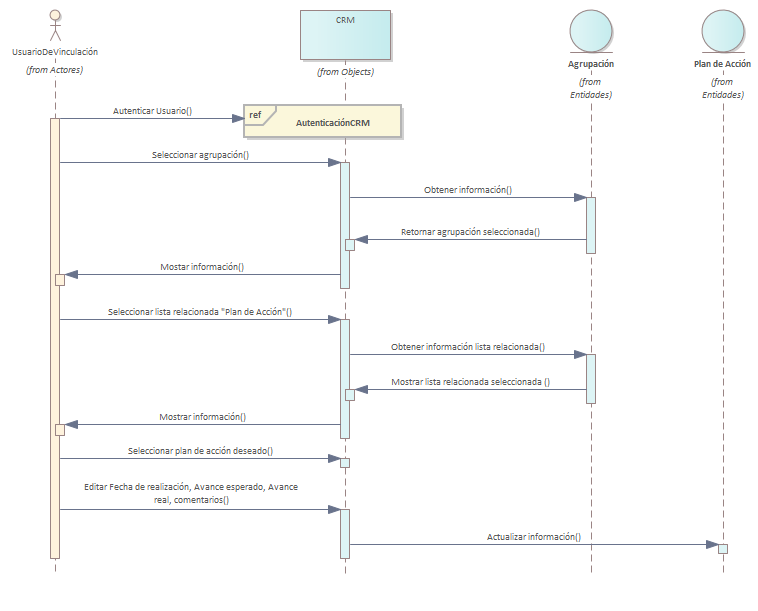 CRM
UsuarioDeVinculación
(from Actores)
(from Objects)
Agrupación
(from
Entidades)
Plan de Acción
(from
Entidades)
Autenticar Usuario()
ref
AutenticaciónCRM
Seleccionar agrupación()
Obtener información()
Retornar agrupación seleccionada()
Mostar información()
Seleccionar lista relacionada "Plan de Acción"()
Obtener información lista relacionada()
Mostrar lista relacionada seleccionada ()
Mostrar información()
Seleccionar plan de acción deseado()
Editar Fecha de realización, Avance esperado, Avance
real, comentarios()
Actualizar información()